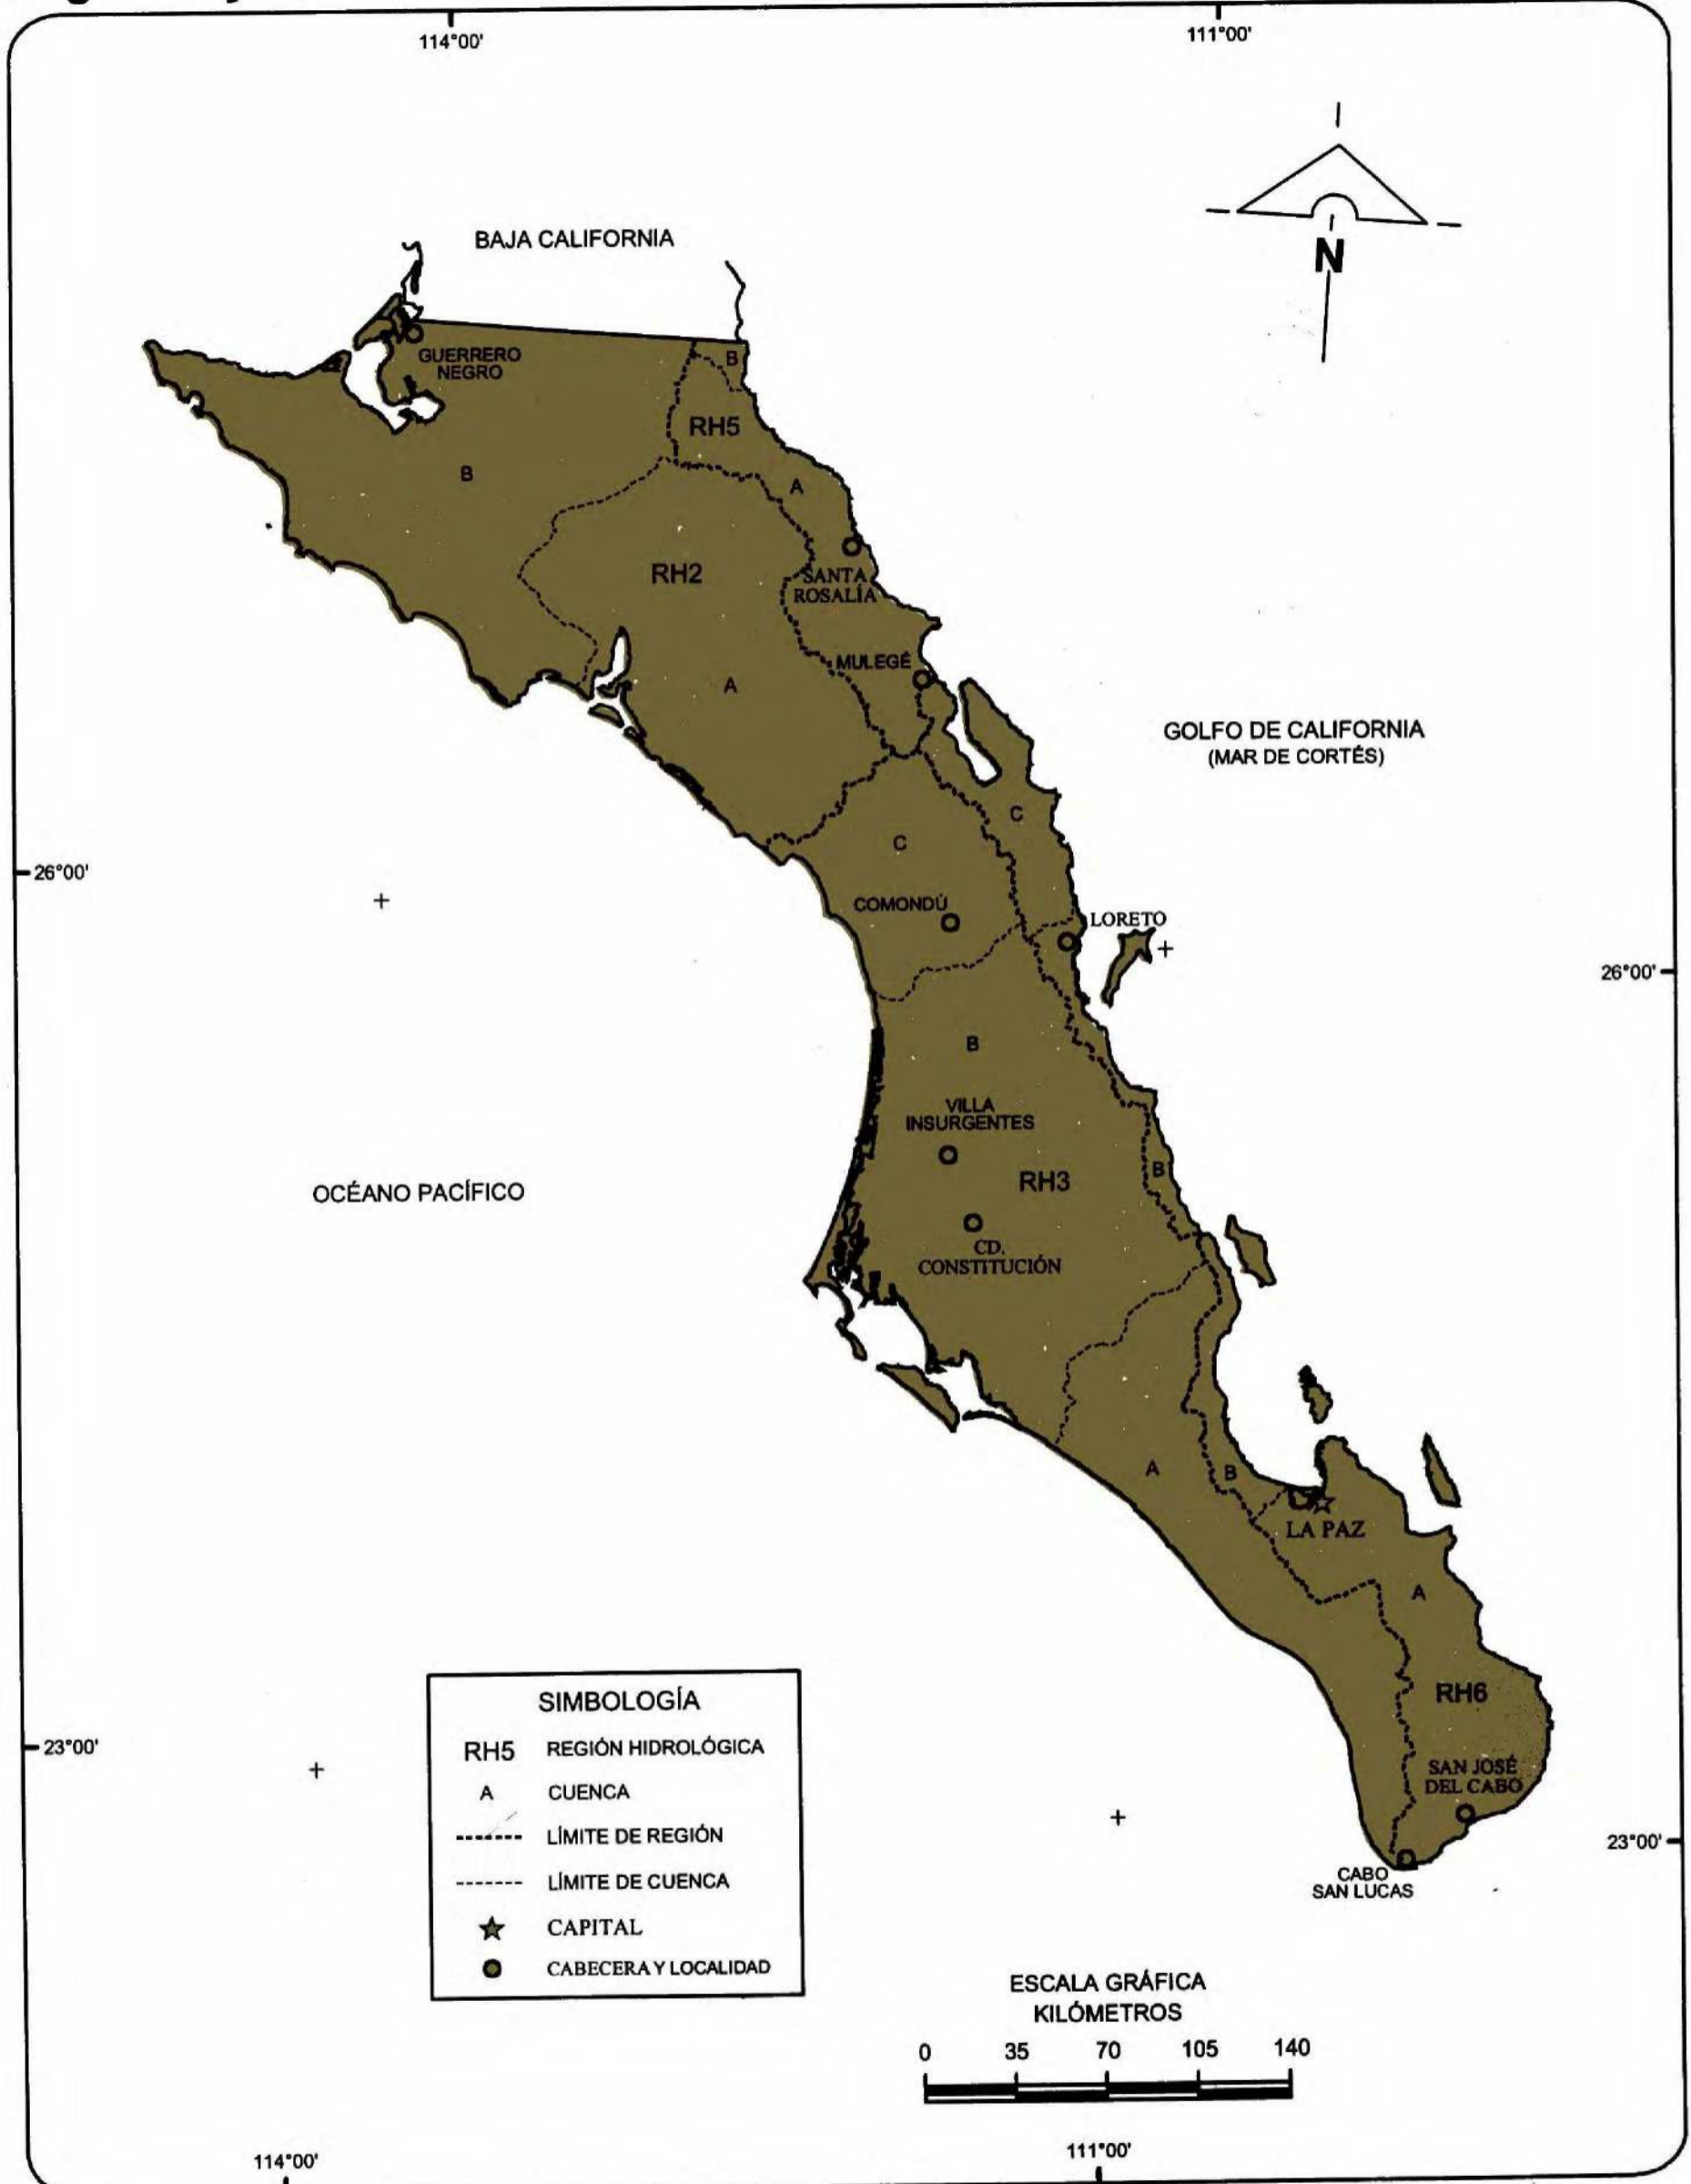 114°00'
111°00'
N
BAJA CALIFORNIA
GUERRERO
NEGRO
B
RH5
B
A
RH2
SANTA
ROSALÍA
MULEGÉ
A
GOLFO DE CALIFORNIA
(MAR DE CORTÉS)
C
C
26°00'
COMONDÚ
LORETO
26°00'
B
VILLA
INSURGENTES
B
RH3
OCÉANO PACÍFICO
CD.
CONSTITUCIÓN
A
B
LA PAZ
A
RH6
SAN JOSÉ
DEL CABO
23°00'
23°00'
CABO
SAN LUCAS
SIMBOLOGÍA
RH5 REGIÓN HIDROLÓGICA
A CUENCA
LÍMITE DE REGIÓN
LÍMITE DE CUENCA
CAPITAL
CABECERA Y LOCALIDAD
ESCALA GRÁFICA
KILÓMETROS
0 35 70 105 140
114°00'
111°00'